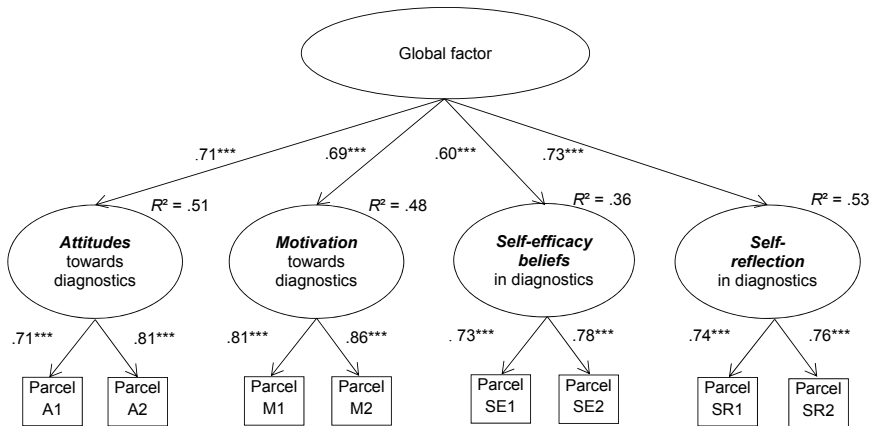 Global factor
.71***
.69***
.60***
.73***
R² = .51
R² = .48
R² = .36
R² = .53
Attitudes
towards
diagnostics
Motivation
towards
diagnostics
Self-efficacy
beliefs
in diagnostics
Self-
reflection
in diagnostics
.71***
.81***
.81***
.86***
. 73***
.78***
.74***
.76***
Parcel
A1
Parcel
A2
Parcel
M1
Parcel
M2
Parcel
SE1
Parcel
SE2
Parcel
SR1
Parcel
SR2